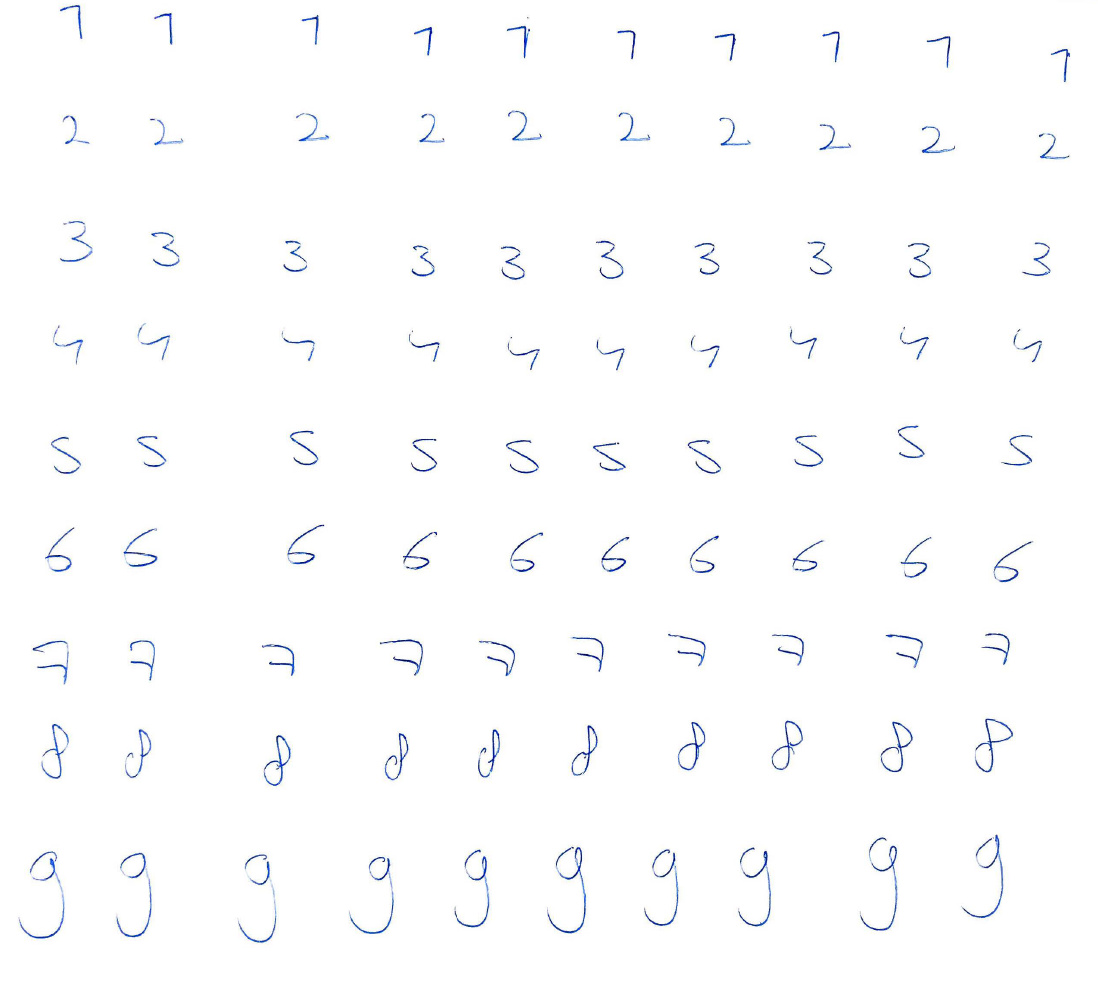 1 1 1 1 1 1 1 1 1 1
2 2 2 2 2 2 2 2 2 2
3 3 3 3 3 3 3 3 3 3
4 4 4 4 4 4 4 4 4 4
5 5 5 5 5 5 5 5 5 5
6 6 6 6 6 6 6 6 6 6
7 7 7 7 7 7 7 7 7 7
8 8 8 8 8 8 8 8 8 8
9 9 9 9 9 9 9 9 9 9